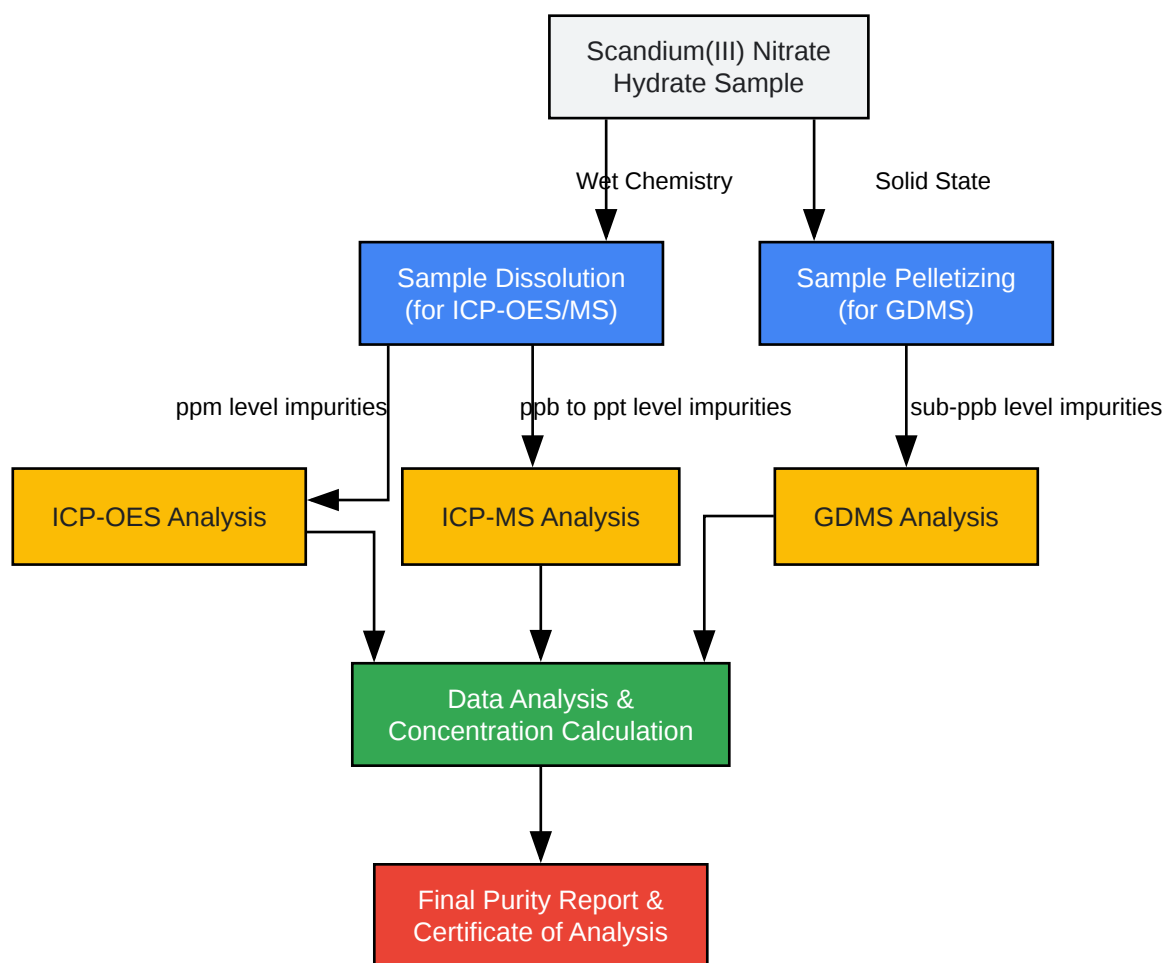 Scandium(III) Nitrate
Hydrate Sample
Wet Chemistry
Solid State
Sample Dissolution
(for ICP-OES/MS)
Sample Pelletizing
(for GDMS)
ppm level impurities
ppb to ppt level impurities
sub-ppb level impurities
ICP-OES Analysis
ICP-MS Analysis
GDMS Analysis
Data Analysis &
Concentration Calculation
Final Purity Report &
Certificate of Analysis